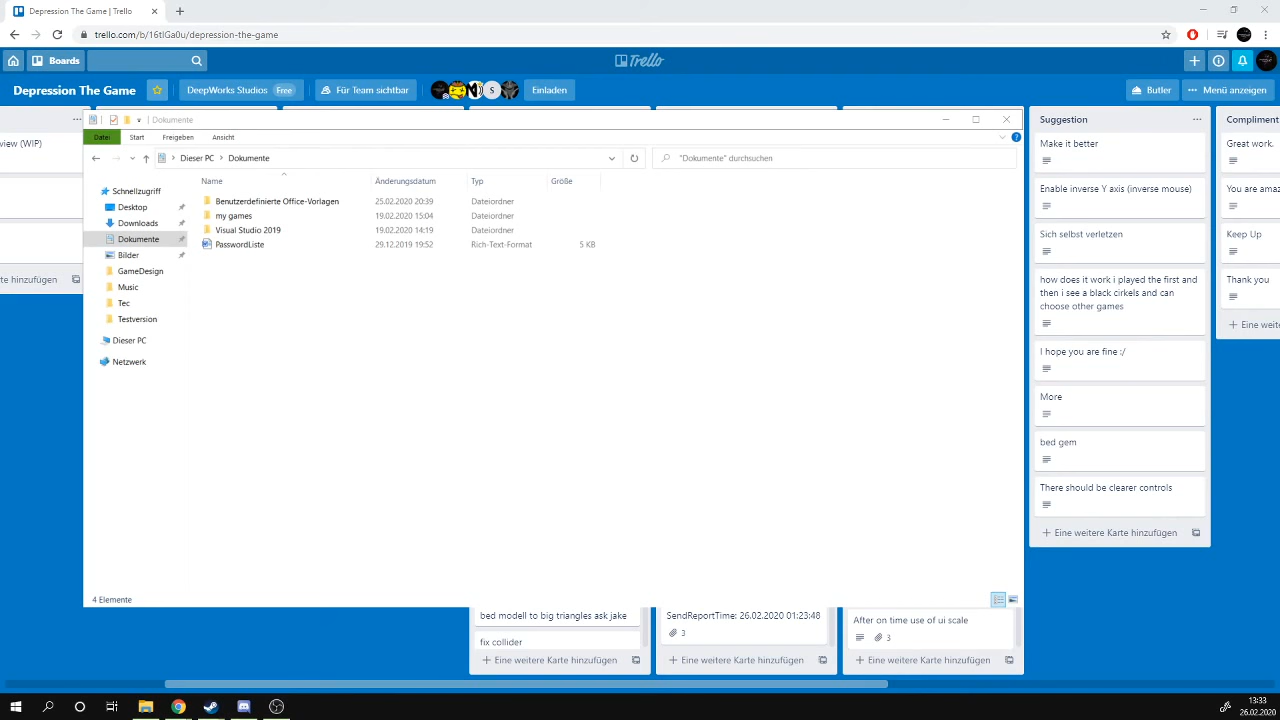 Depression The Game | Trello
trello.com/b/16tIGa0u/depression-the-game
Boards
Trello
Depression The Game
DeepWorks Studios Free
Für Team sichtbar
S
Einladen
Butler
Menü anzeigen
view (WIP)
te hinzufügen
Dokumente
Datei Start Freigeben Ansicht
Dieser PC > Dokumente
"Dokumente" durchsuchen
Name Änderungsdatum Typ Größe
Schnellzugriff
Desktop
Downloads
Dokumente
Bilder
GameDesign
Music
Tec
Testversion
Dieser PC
Netzwerk
Benutzerdefinierte Office-Vorlagen 25.02.2020 20:39 Dateiordner
my games 19.02.2020 15:04 Dateiordner
Visual Studio 2019 19.02.2020 14:19 Dateiordner
PasswordListe 29.12.2019 19:52 Rich-Text-Format 5 KB
4 Elemente
bed modell to big triangles ask jake
fix collider
+ Eine weitere Karte hinzufügen
SendReportTime: 26.02.2020 01:23:48
3
+ Eine weitere Karte hinzufügen
After on time use of ui scale
3
+ Eine weitere Karte hinzufügen
Suggestion
Make it better
Enable inverse Y axis (inverse mouse)
Sich selbst verletzen
how does it work i played the first and
then i see a black cirkels and can
choose other games
I hope you are fine :/
More
bed gem
There should be clearer controls
+ Eine weitere Karte hinzufügen
Compliment
Great work.
You are amaz
Keep Up
Thank you
+ Eine weite
13:33
26.02.2020